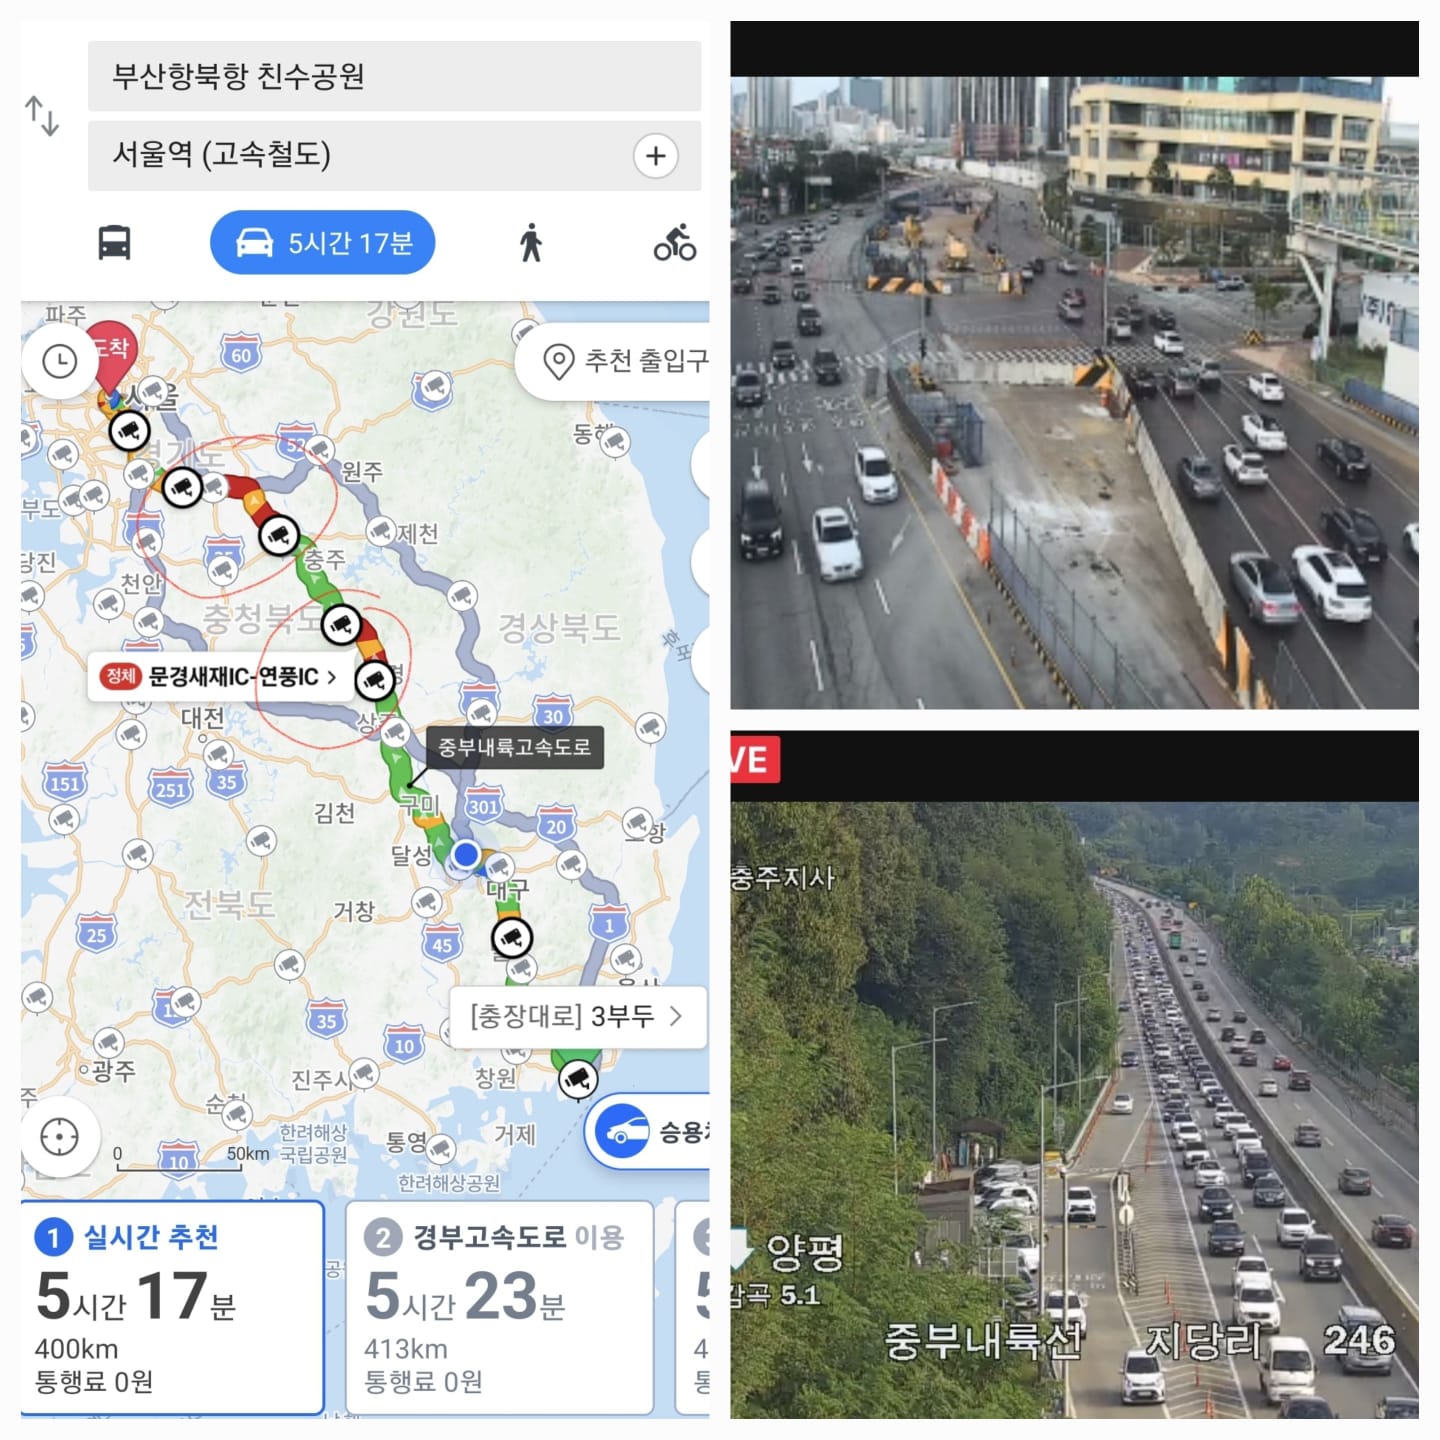 부산항북항 친수공원
서울역 (고속철도)
5시간 17분
파주
강원도
60
도착
추천 출입구
서울
동해
52
경기도
원주
부도
제천
당진
충주
35
천안
충청북도
경상북도
후포
정체 문경새재IC-연풍IC
대전
상주
30
중부내륙고속도로
151
251
35
김천
구미
301
20
포항
달성
대구
전북도
거창
25
45
1
울산
[충장대로] 3부두
35
10
광주
진주시
창원
순천
한려해상
국립공원
통영
거제
승용차
0
50km
10
한려해상공원
1 실시간 추천
5시간 17분
400km
통행료 0원
2 경부고속도로 이용
5시간 23분
413km
통행료 0원
VE
충주지사
양평
감곡 5.1
중부내륙선 지당리 246